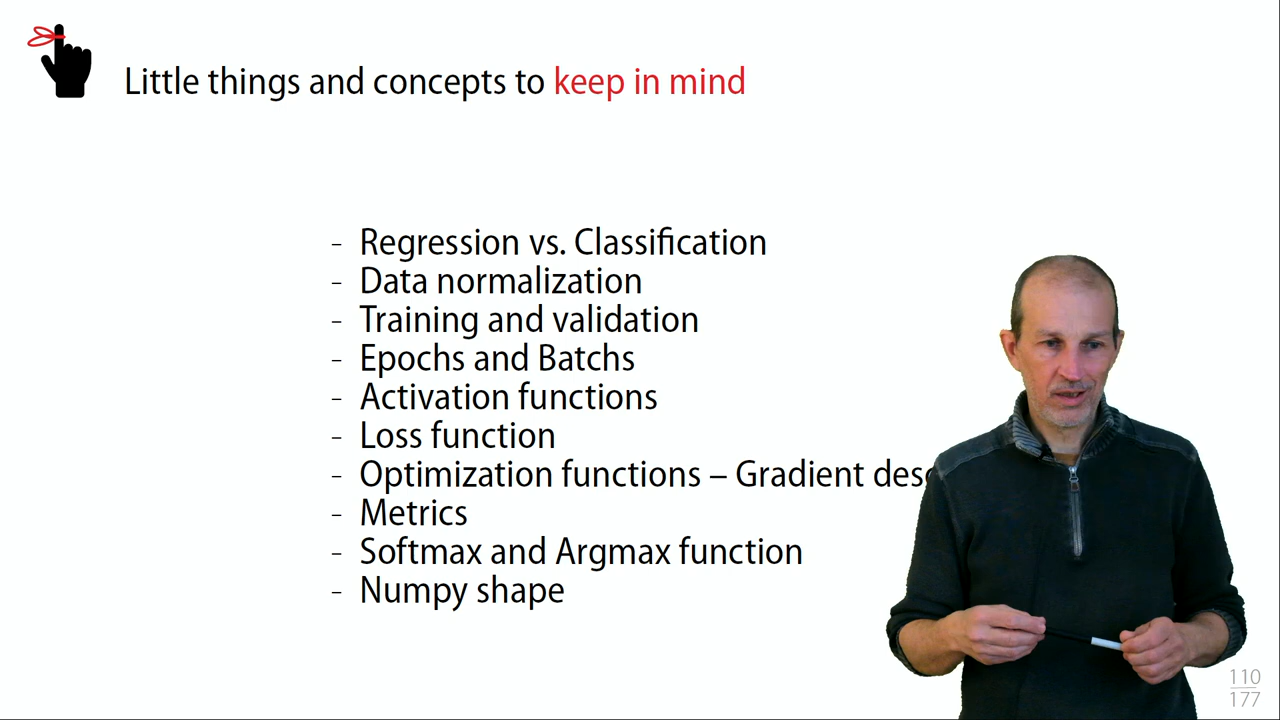 Little things and concepts to keep in mind
- Regression vs. Classification
- Data normalization
- Training and validation
- Epochs and Batchs
- Activation functions
- Loss function
- Optimization functions – Gradient
- Metrics
- Softmax and Argmax function
- Numpy shape
110
177